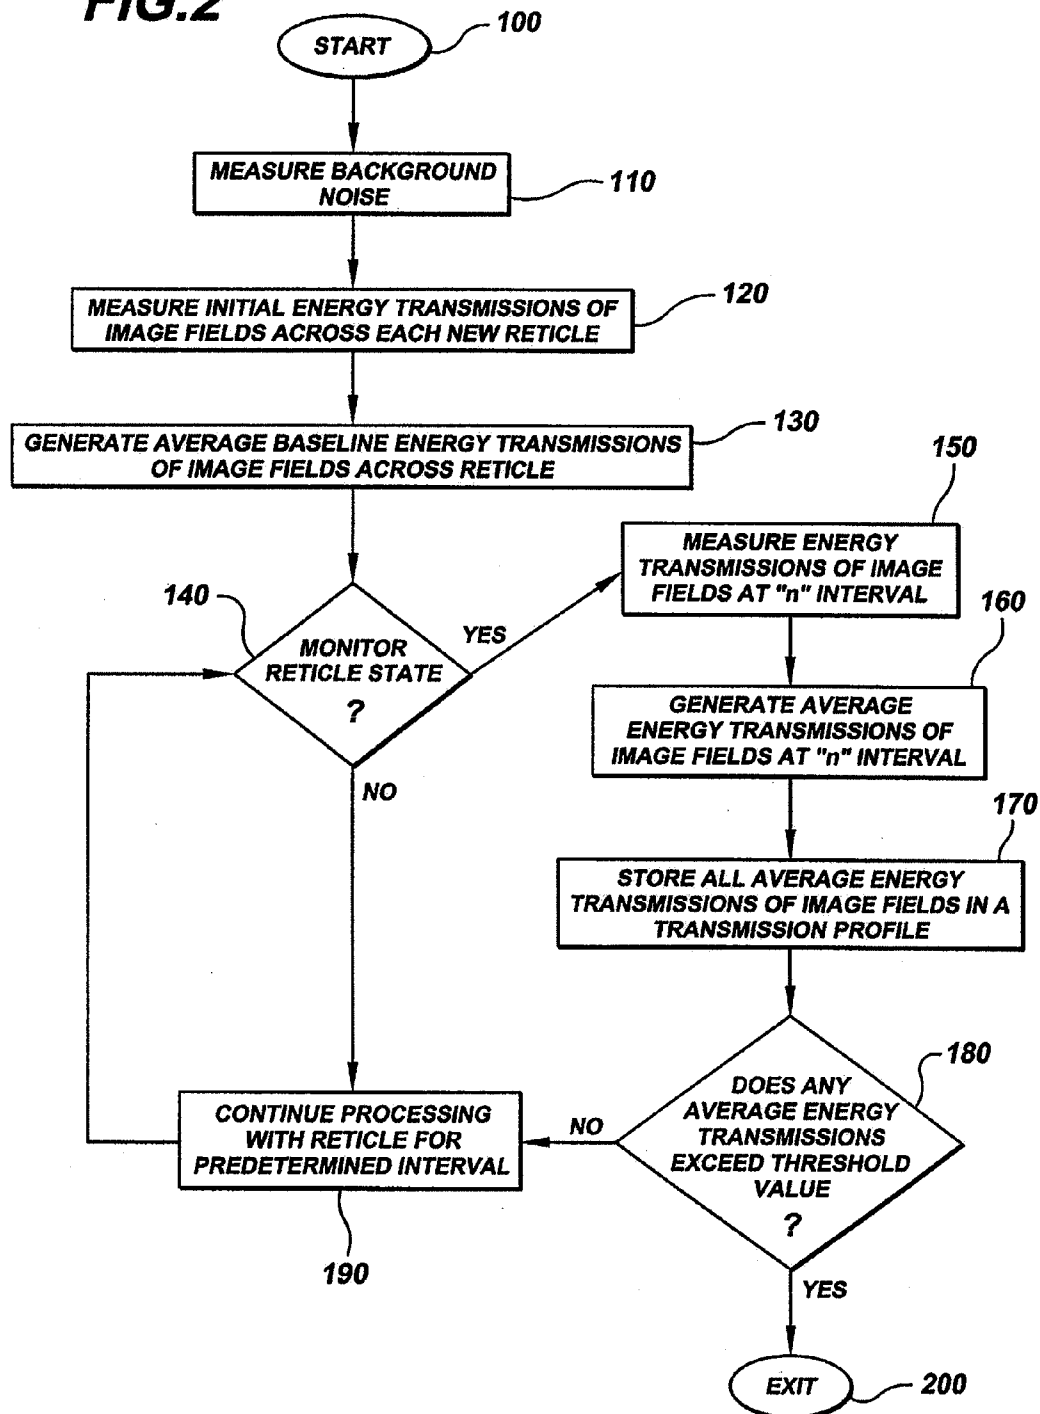 FIG.2
START
100
MEASURE BACKGROUND
NOISE
110
MEASURE INITIAL ENERGY TRANSMISSIONS OF
IMAGE FIELDS ACROSS EACH NEW RETICLE
120
GENERATE AVERAGE BASELINE ENERGY TRANSMISSIONS
OF IMAGE FIELDS ACROSS RETICLE
130
140
MONITOR
RETICLE STATE
?
YES
NO
150
MEASURE ENERGY
TRANSMISSIONS OF IMAGE
FIELDS AT "n" INTERVAL
160
GENERATE AVERAGE
ENERGY TRANSMISSIONS OF
IMAGE FIELDS AT "n" INTERVAL
170
STORE ALL AVERAGE ENERGY
TRANSMISSIONS OF IMAGE FIELDS IN A
TRANSMISSION PROFILE
180
DOES ANY
AVERAGE ENERGY
TRANSMISSIONS
EXCEED THRESHOLD
VALUE
?
NO
YES
CONTINUE PROCESSING
WITH RETICLE FOR
PREDETERMINED INTERVAL
190
EXIT
200